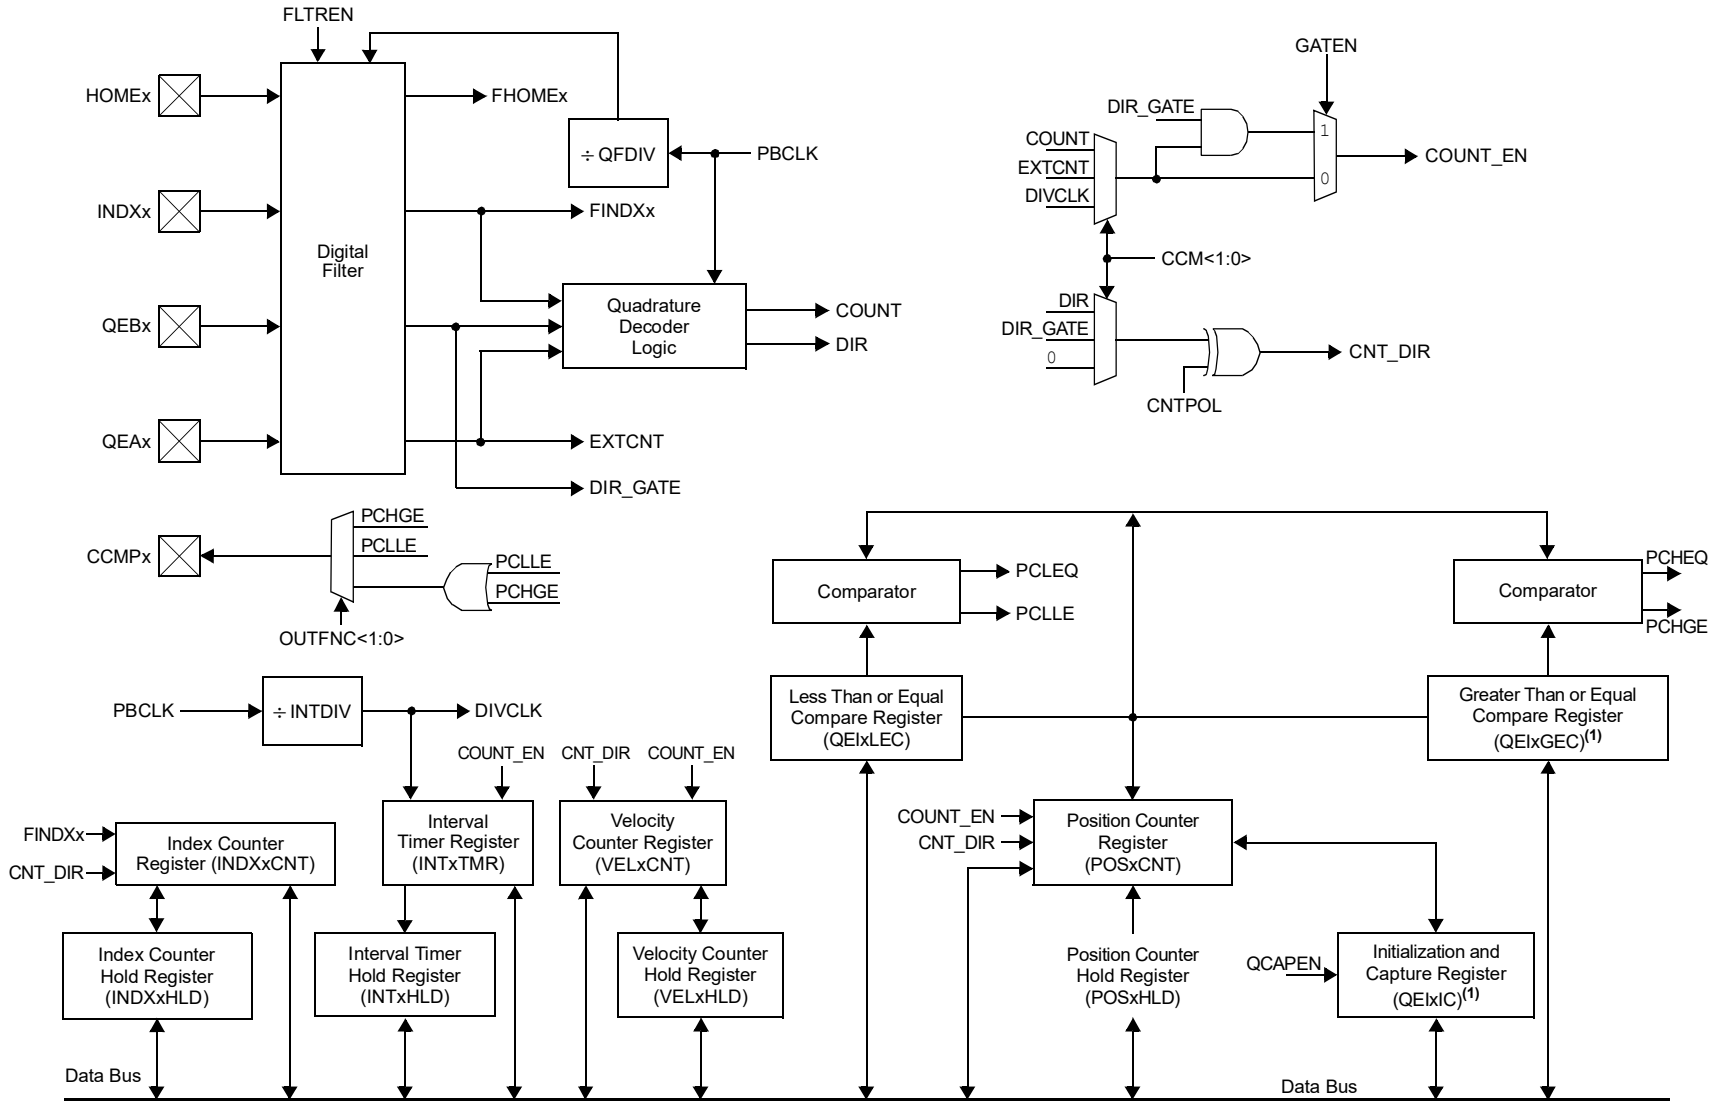 FLTREN
HOMEx
FHOMEx
÷ QFDIV
PBCLK
INDXx
FINDXx
Digital
Filter
QEBx
Quadrature
Decoder
Logic
COUNT
DIR
QEAx
EXTCNT
DIR_GATE
GATEN
DIR_GATE
COUNT
EXTCNT
DIVCLK
1
0
COUNT_EN
CCM<1:0>
DIR
DIR_GATE
0
CNT_DIR
CNTPOL
CCMPx
PCHGE
PCLLE
PCLLE
PCHGE
OUTFNC<1:0>
Comparator
PCLEQ
PCLLE
Comparator
PCHEQ
PCHGE
PBCLK
÷ INTDIV
DIVCLK
Less Than or Equal
Compare Register
(QEIxLEC)
Greater Than or Equal
Compare Register
(QEIxGEC)(1)
COUNT_EN
CNT_DIR
COUNT_EN
FINDXx
CNT_DIR
Index Counter
Register (INDXxCNT)
Interval
Timer Register
(INTxTMR)
Velocity
Counter Register
(VELxCNT)
COUNT_EN
CNT_DIR
Position Counter
Register
(POSxCNT)
Index Counter
Hold Register
(INDXxHLD)
Interval Timer
Hold Register
(INTxHLD)
Velocity Counter
Hold Register
(VELxHLD)
Position Counter
Hold Register
(POSxHLD)
QCAPEN
Initialization and
Capture Register
(QEIxIC)(1)
Data Bus
Data Bus